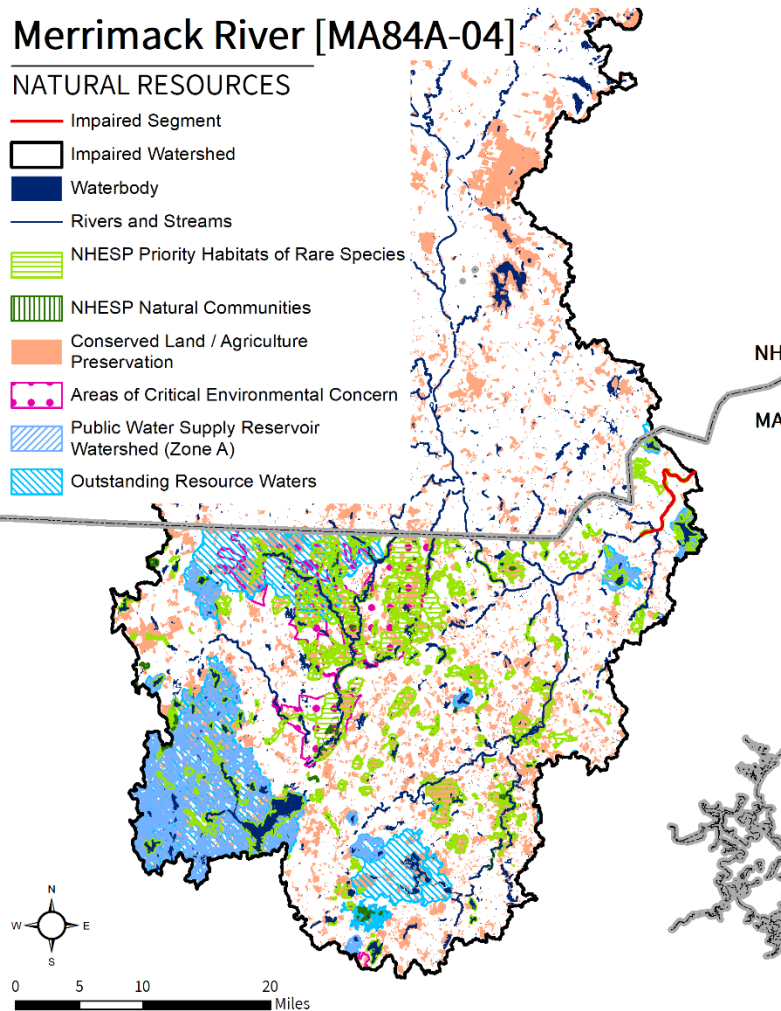 Merrimack River [MA84A-04]
NATURAL RESOURCES
Impaired Segment
Impaired Watershed
Waterbody
Rivers and Streams
NHESP Priority Habitats of Rare Species
NHESP Natural Communities
Conserved Land / Agriculture
Preservation
Areas of Critical Environmental Concern
Public Water Supply Reservoir
Watershed (Zone A)
Outstanding Resource Waters
NH
MA
N
W E
S
0 5 10 20
Miles